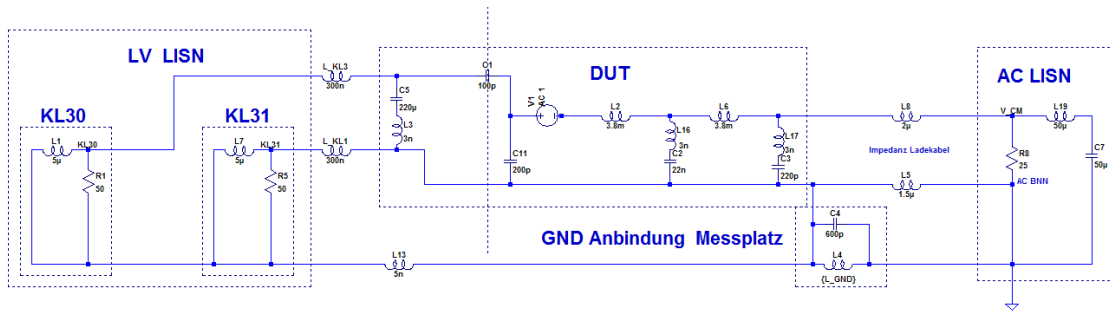 LV LISN
KL30
L1
5µ
KL30
R1
50
KL31
L7
5µ
KL31
R5
50
L_KL3
300n
L_KL1
300n
C5
220µ
L3
3n
C1
100p
DUT
V1
AC 1
C11
200p
L2
3.8m
L16
3n
C2
22n
L6
3.8m
L17
3n
C3
220p
L8
2µ
Impedanz Ladekabel
L5
1.5µ
AC LISN
V_CM
L19
50µ
R8
25
C7
50µ
AC BNN
GND Anbindung Messplatz
C4
600p
L4
{L_GND}
L13
5n